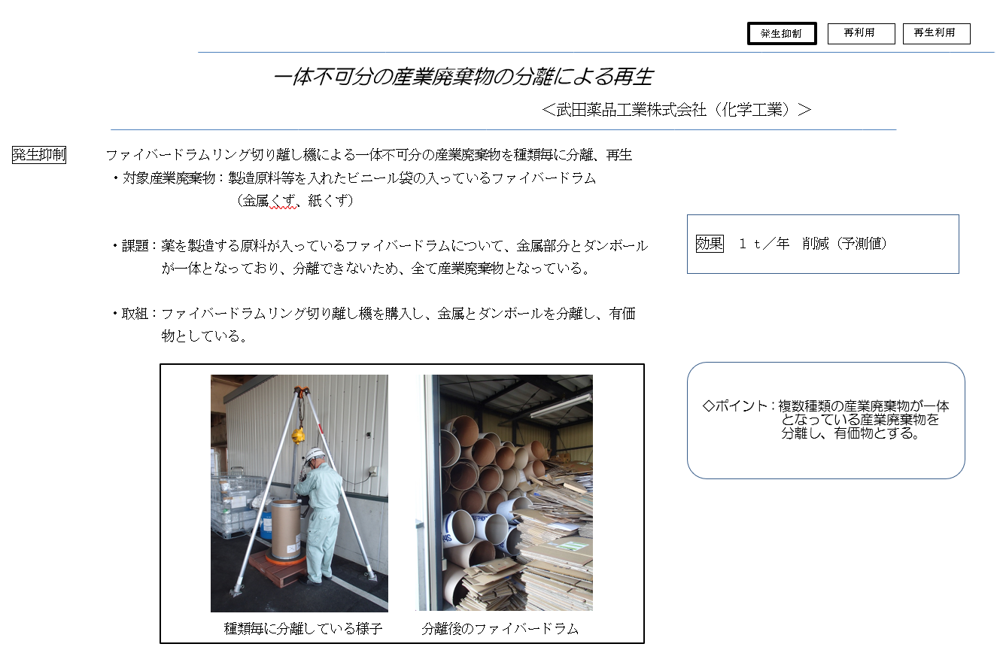 発生抑制
再利用
再生利用
一体不可分の産業廃棄物の分離による再生
＜武田薬品工業株式会社（化学工業）＞
発生抑制
ファイバードラムリング切り離し機による一体不可分の産業廃棄物を種類毎に分離、再生
・対象産業廃棄物：製造原料等を入れたビニール袋の入っているファイバードラム
（金属くず、紙くず）
・課題：薬を製造する原料が入っているファイバードラムについて、金属部分とダンボール
が一体となっており、分離できないため、全て産業廃棄物となっている。
・取組：ファイバードラムリング切り離し機を購入し、金属とダンボールを分離し、有価
物としている。
効果　１ｔ／年　削減（予測値）
◇ポイント：複数種類の産業廃棄物が一体
となっている産業廃棄物を
分離し、有価物とする。
種類毎に分離している様子
分離後のファイバードラム